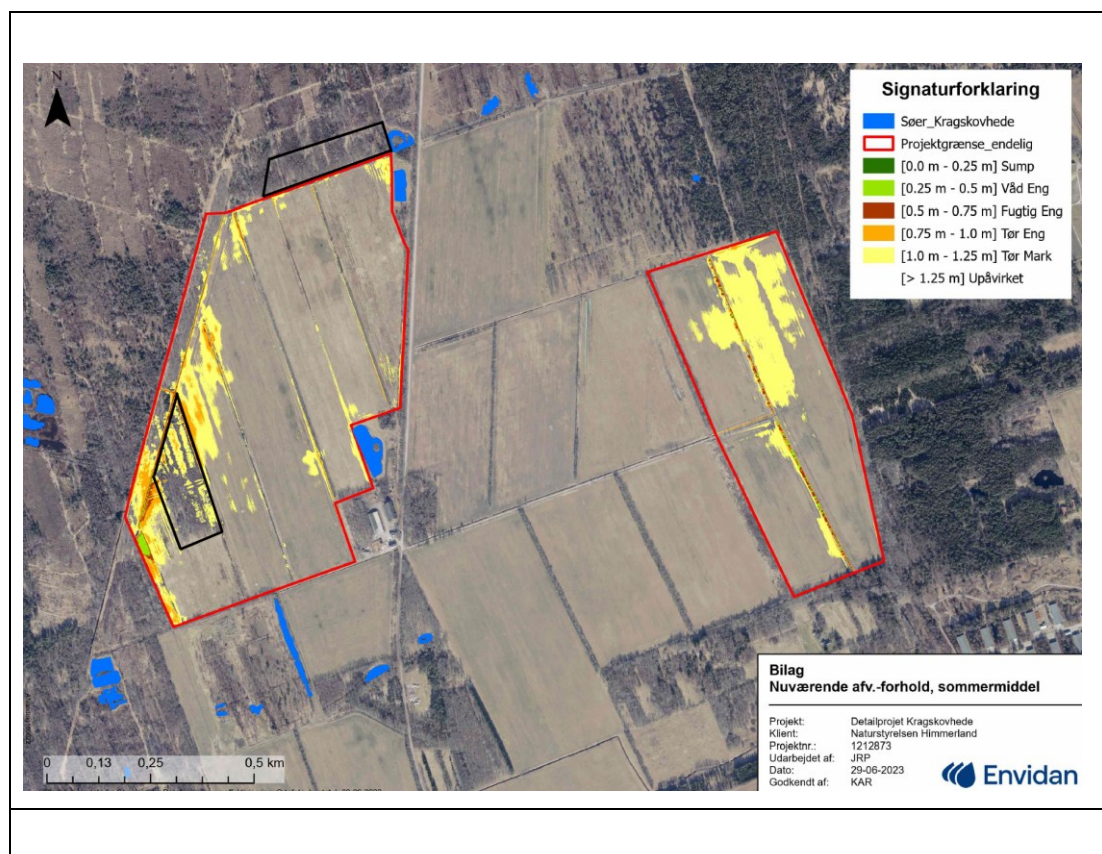 N
Signaturforklaring
Søer_Kragskovhede
Projektgrænse_endelig
[0.0 m - 0.25 m] Sump
[0.25 m - 0.5 m] Våd Eng
[0.5 m - 0.75 m] Fugtig Eng
[0.75 m - 1.0 m] Tør Eng
[1.0 m - 1.25 m] Tør Mark
[> 1.25 m] Upåvirket
Bilag
Nuværende afv.-forhold, sommermiddel
Projekt: Detailprojet Kragskovhede
Klient: Naturstyrelsen Himmerland
Projektnr.: 1212873
Udarbejdet af: JRP
Dato: 29-06-2023
Godkendt af: KAR
Envidan
0 0,13 0,25 0,5 km